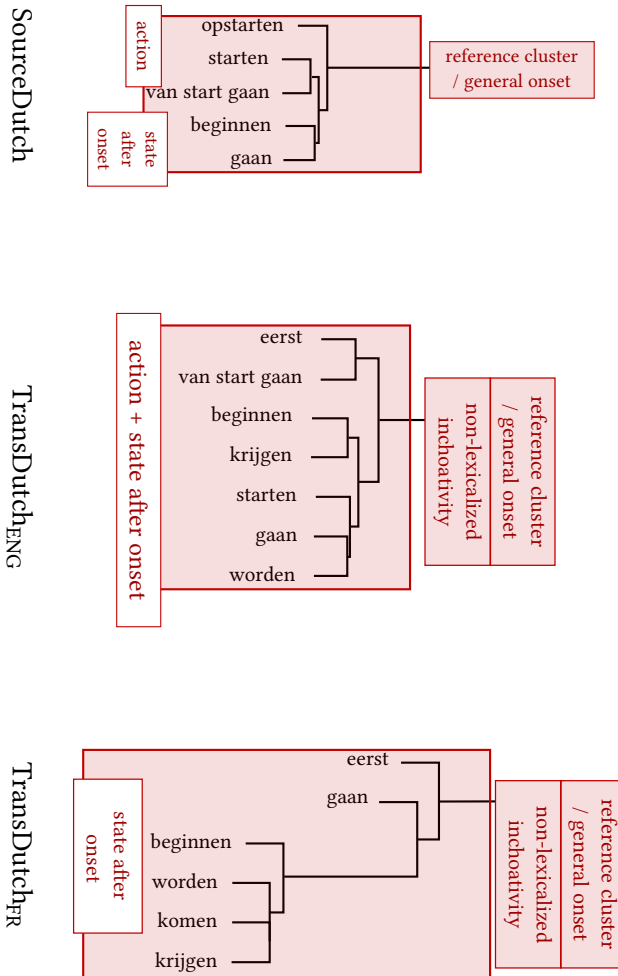 SourceDutch
action
state
after
onset
opstarten
starten
van start gaan
beginnen
gaan
reference cluster
/ general onset
TransDutchENG
action + state after onset
eerst
van start gaan
beginnen
krijgen
starten
gaan
worden
reference cluster
/ general onset
non-lexicalized
inchoativity
TransDutchFR
state after
onset
eerst
gaan
beginnen
worden
komen
krijgen
reference cluster
/ general onset
non-lexicalized
inchoativity